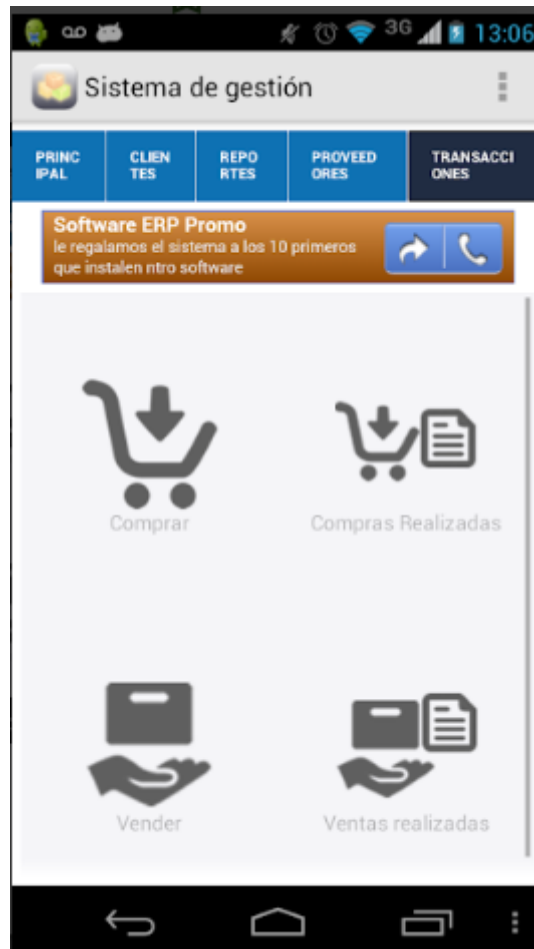 3G 13:06
Sistema de gestión
PRINC
IPAL
CLIEN
TES
REPO
RTES
PROVEED
ORES
TRANSACCI
ONES
Software ERP Promo
le regalamos el sistema a los 10 primeros
que instalen ntro software
Comprar
Compras Realizadas
Vender
Ventas realizadas